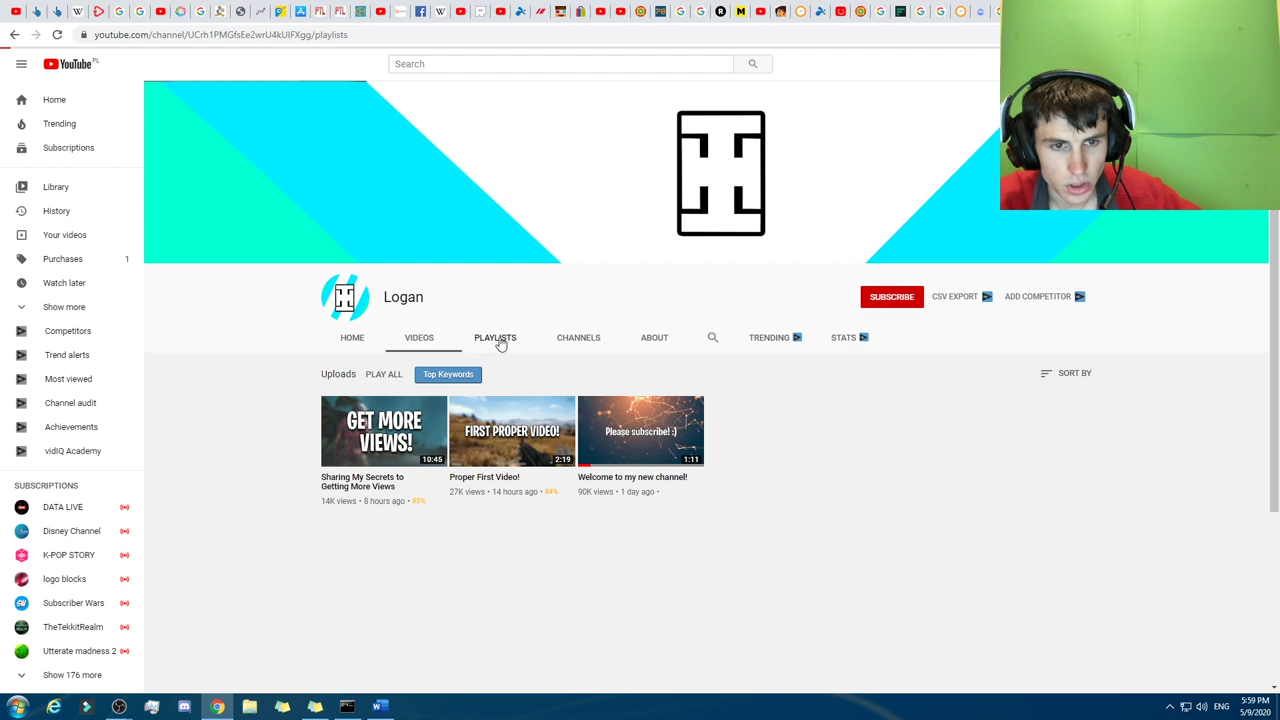 youtube.com/channel/UCrh1PMGfsEe2wrU4kUIFXgg/playlists
YouTube PL
Search
Home
Trending
Subscriptions
Library
History
Your videos
Purchases 1
Watch later
Show more
Competitors
Trend alerts
Most viewed
Channel audit
Achievements
vidIQ Academy
SUBSCRIPTIONS
DATA LIVE
Disney Channel
K-POP STORY
logo blocks
Subscriber Wars
TheTekkitRealm
Utterate madness 2
Show 176 more
Logan
SUBSCRIBE CSV EXPORT ADD COMPETITOR
HOME VIDEOS PLAYLISTS CHANNELS ABOUT TRENDING STATS
Uploads PLAY ALL Top Keywords SORT BY
GET MORE
VIEWS!
10:45
FIRST PROPER VIDEO!
2:19
Please subscribe! :)
1:11
Sharing My Secrets to
Getting More Views
14K views • 8 hours ago • 85%
Proper First Video!
27K views • 14 hours ago • 84%
Welcome to my new channel!
90K views • 1 day ago •
ENG
5:59 PM
5/9/2020